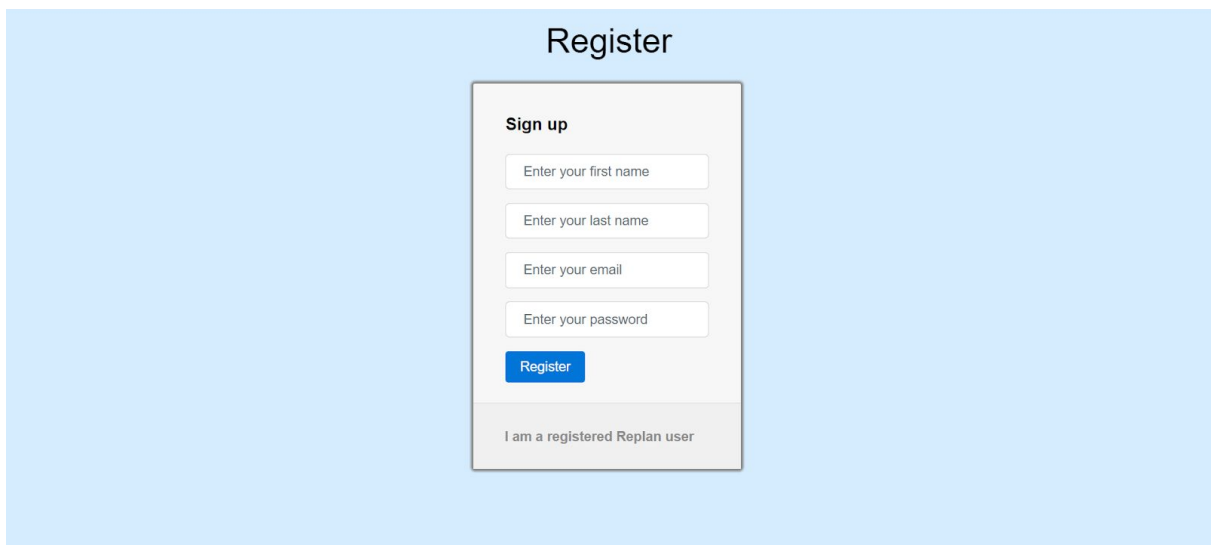 Register
Sign up
Enter your first name
Enter your last name
Enter your email
Enter your password
Register
I am a registered Replan user